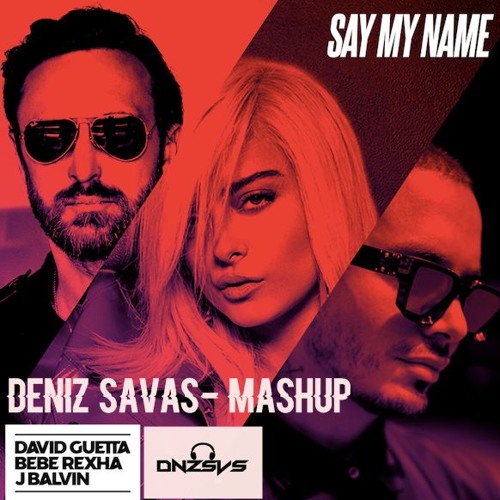 SAY MY NAME
DENIZ SAVAS- MASHUP
DAVID GUETTA
BEBE REXHA
J BALVIN
DNZSVS